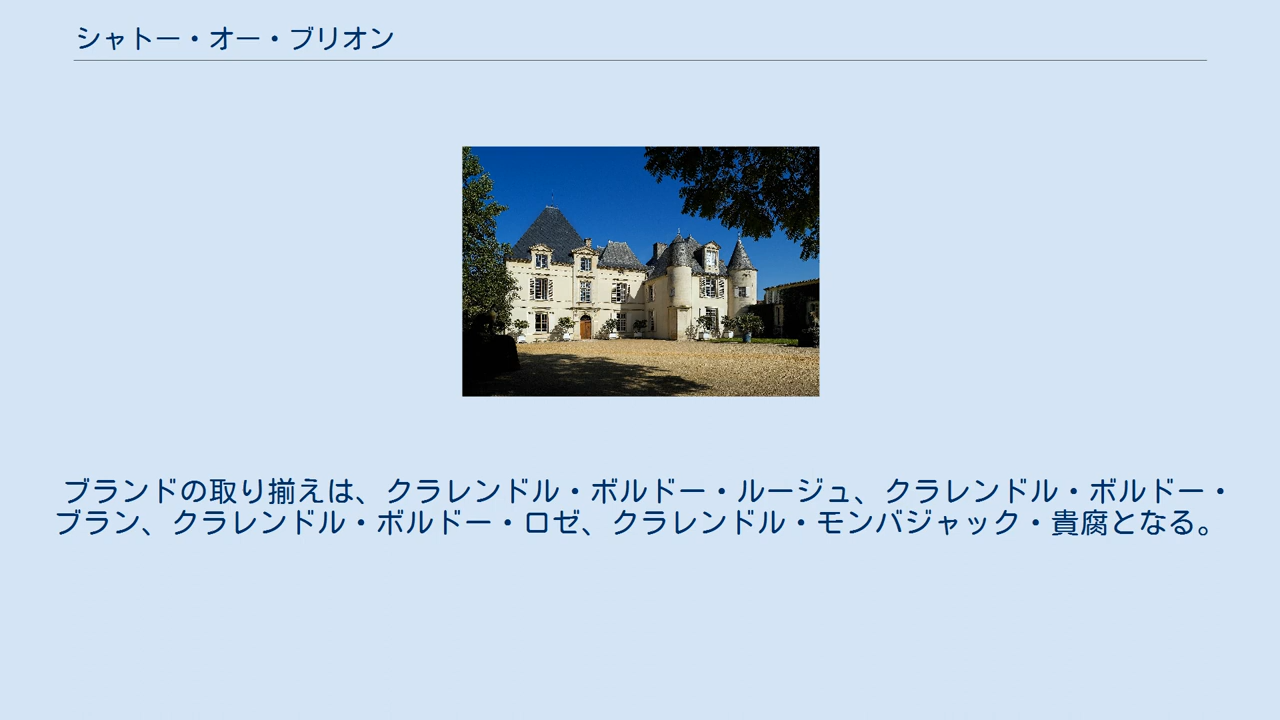 シャトー・オー・ブリオン
ブランドの取り揃えは、クラレンドル・ボルドー・ルージュ、クラレンドル・ボルドー・
ブラン、クラレンドル・ボルドー・ロゼ、クラレンドル・モンバジャック・貴腐となる。